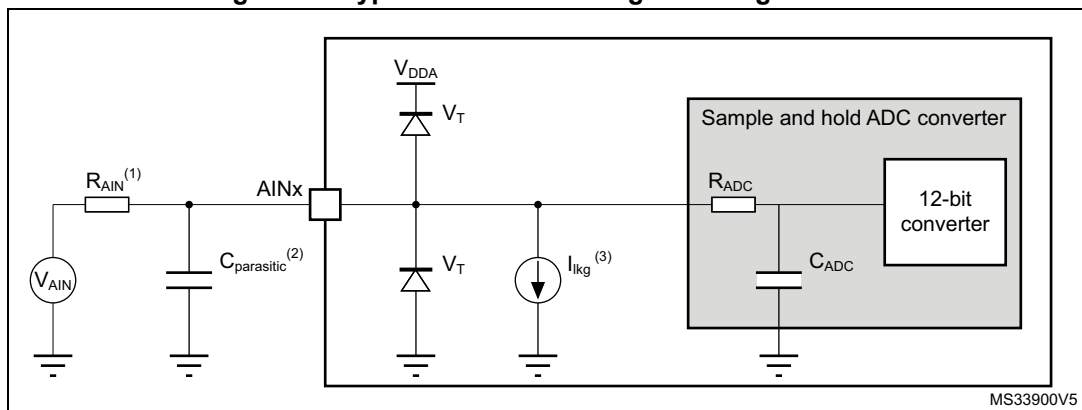 V_DDA
V_T
Sample and hold ADC converter
R_AIN(1)
AINx
R_ADC
12-bit
converter
V_AIN
C_parasitic(2)
V_T
I_lkg(3)
C_ADC
MS33900V5